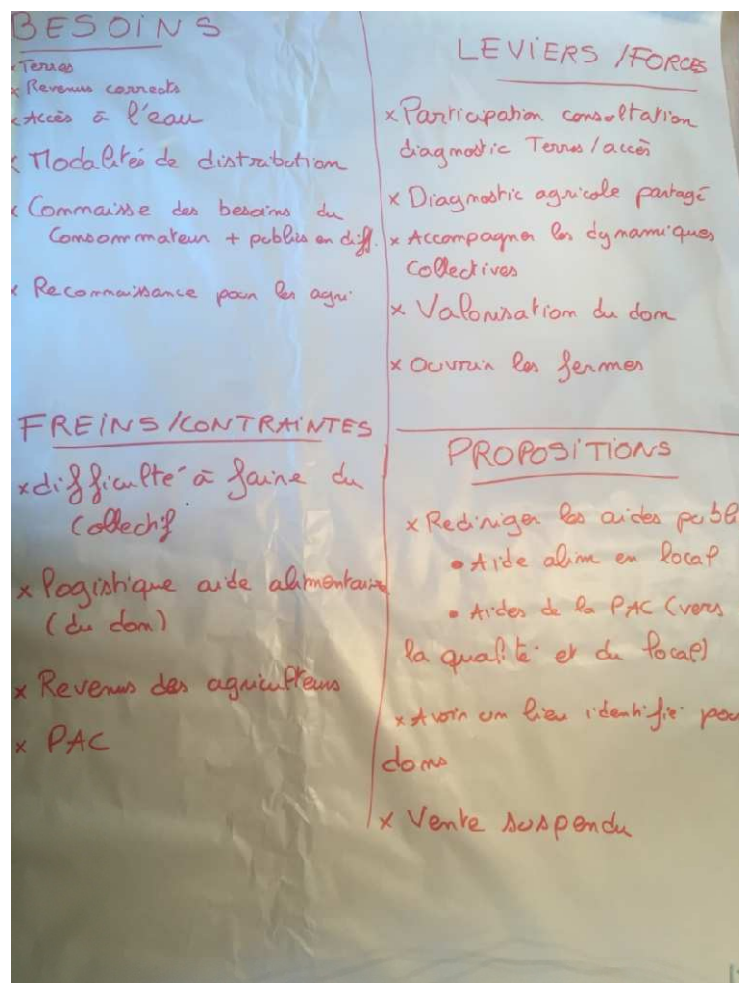 BESOINS
x Terres
x Revenus corrects
x Accès à l'eau
x Modalités de distribution
x Connaisse des besoins du
Consommateur + publics en diff.
x Reconnaissance pour les agri.
LEVIERS / FORCES
x Participation consultation
diagnostic Terres / accès
x Diagnostic agricole partagé
x Accompagner les dynamiques
Collectives
x Valorisation du don
x Ouvrir les fermes
FREINS / CONTRAINTES
x difficulté à faire du
Collectif
x logistique aide alimentaire
(du don)
x Revenus des agriculteurs
x PAC
PROPOSITIONS
x Rediriger les aides publ
• Aide alim en local
• Aides de la PAC (vers
la qualité et du local)
x Avoir un lieu identifié pou
dons
x Vente suspendu